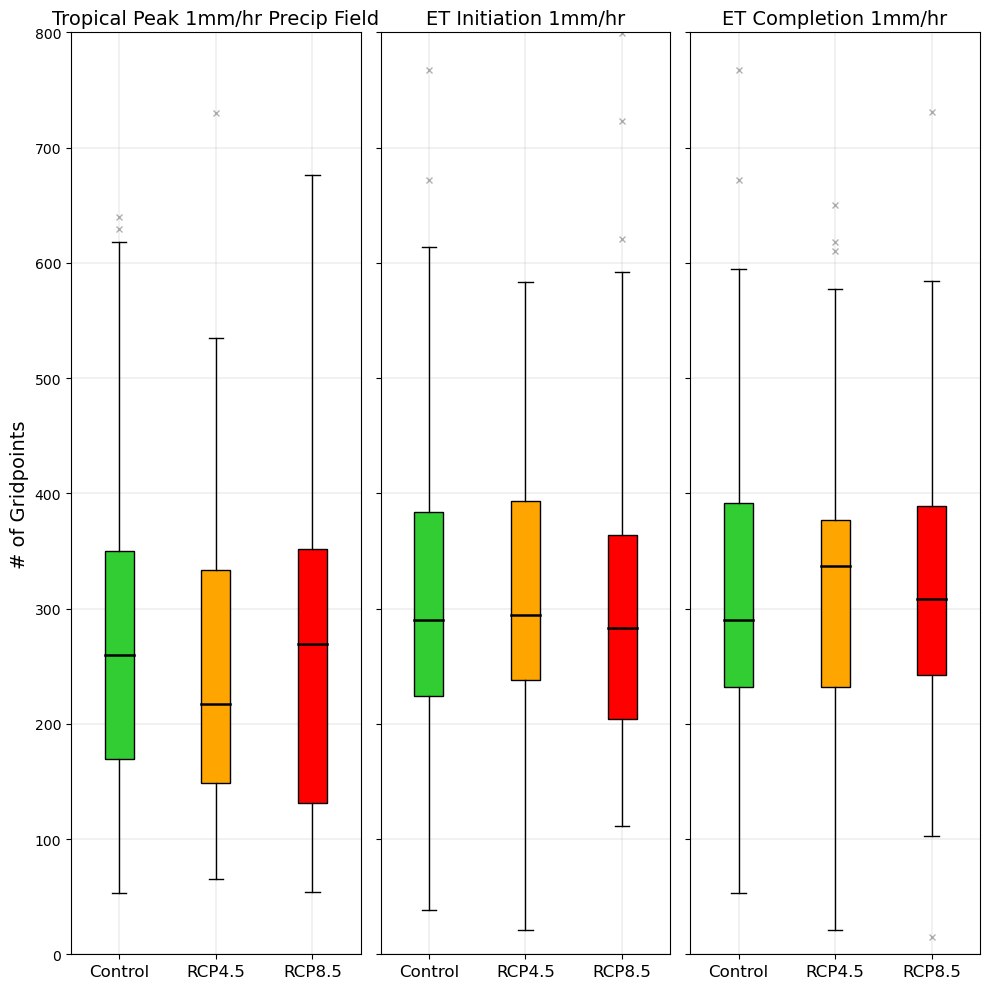 Tropical Peak 1mm/hr Precip Field
ET Initiation 1mm/hr
ET Completion 1mm/hr
# of Gridpoints
800
700
600
500
400
300
200
100
0
Control
RCP4.5
RCP8.5
Control
RCP4.5
RCP8.5
Control
RCP4.5
RCP8.5